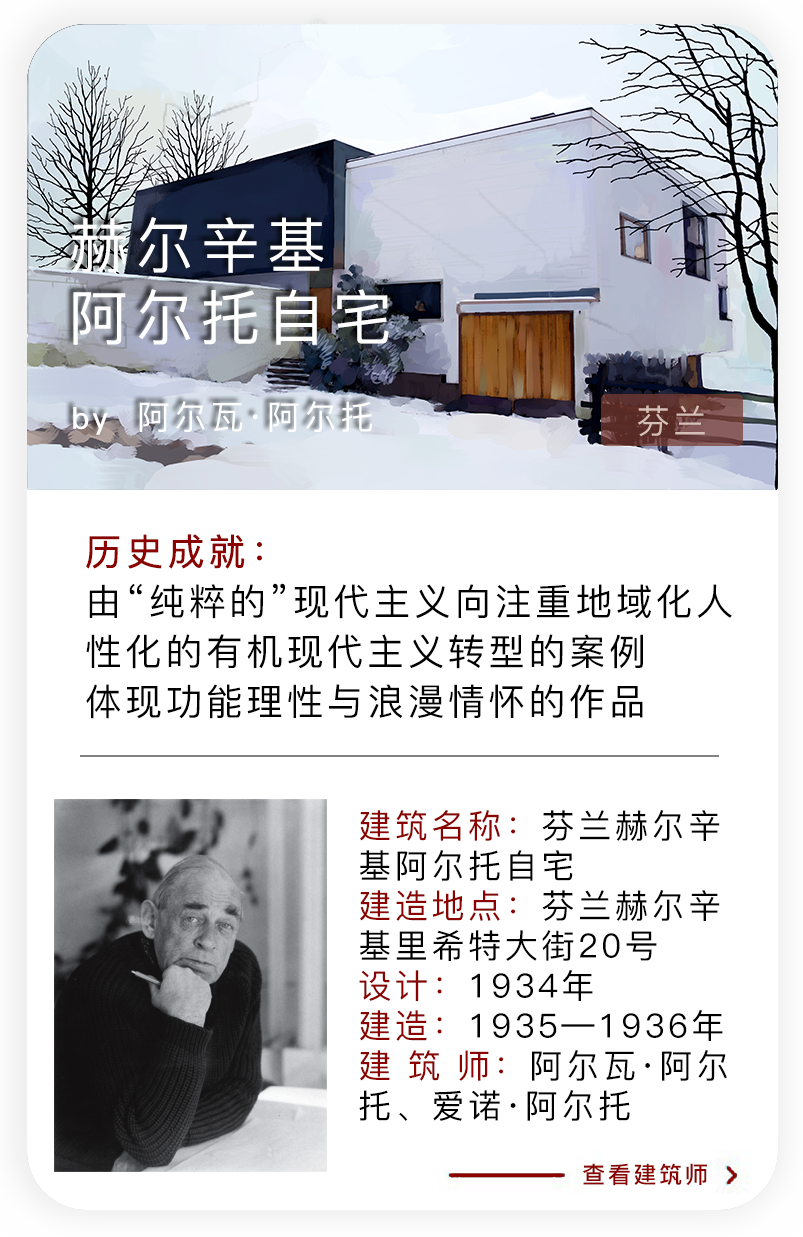 赫尔辛基
阿尔托自宅
by 阿尔瓦·阿尔托
芬兰
历史成就：
由“纯粹的”现代主义向注重地域化人
性化的有机现代主义转型的案例
体现功能理性与浪漫情怀的作品
建筑名称：芬兰赫尔辛
基阿尔托自宅
建造地点：芬兰赫尔辛
基里希特大街20号
设计：1934年
建造：1935—1936年
建 筑 师：阿尔瓦·阿尔
托、爱诺·阿尔托
查看建筑师 >